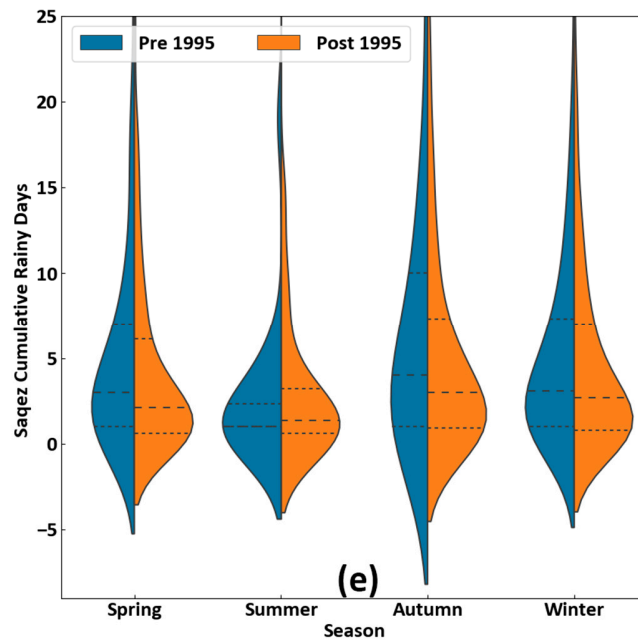 25
Pre 1995 Post 1995
20
15
10
5
0
−5
Saqez Cumulative Rainy Days
(e)
Spring Summer Autumn Winter
Season